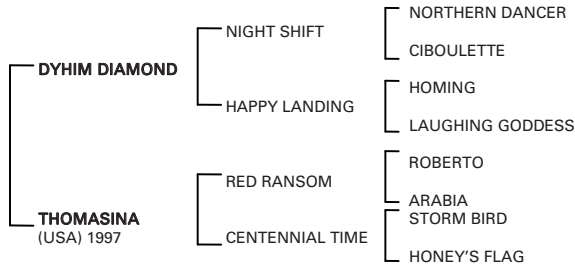 DYHIM DIAMOND
NIGHT SHIFT
NORTHERN DANCER
CIBOULETTE
HAPPY LANDING
HOMING
LAUGHING GODDESS
THOMASINA
(USA) 1997
RED RANSOM
ROBERTO
ARABIA
CENTENNIAL TIME
STORM BIRD
HONEY'S FLAG